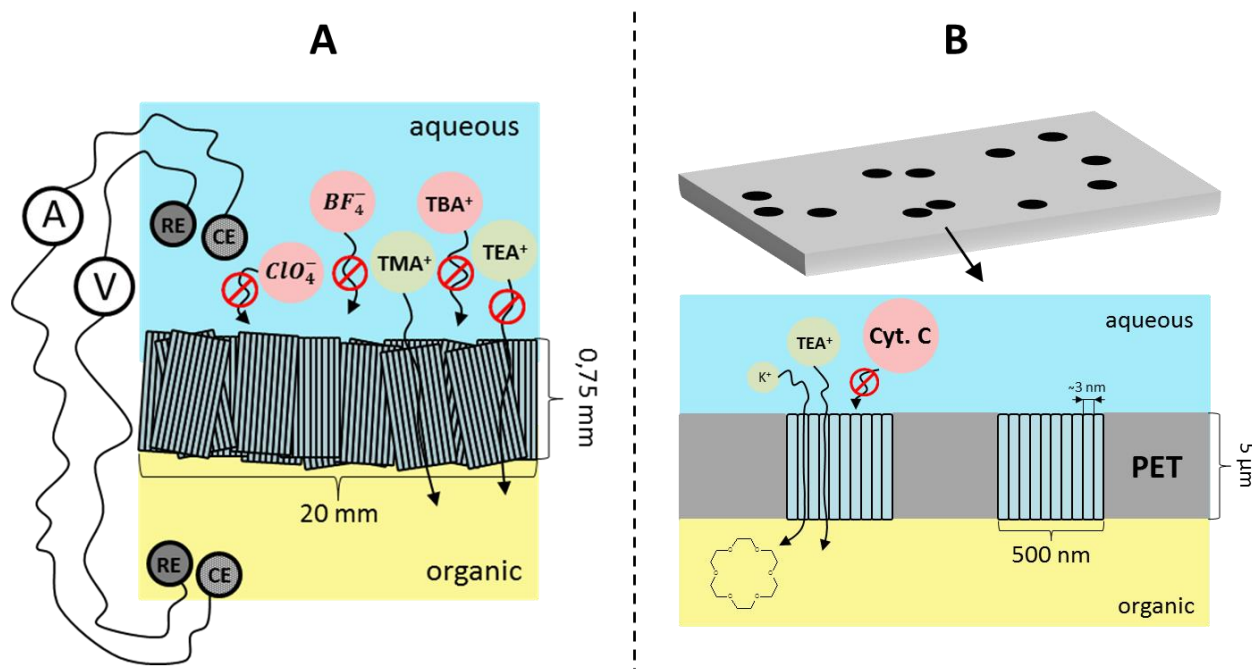 A
aqueous
A
V
RE
CE
ClO₄⁻
BF₄⁻
TMA⁺
TBA⁺
TEA⁺
0,75 mm
20 mm
RE
CE
organic
B
aqueous
K⁺
TEA⁺
Cyt. C
~3 nm
PET
5 µm
500 nm
organic